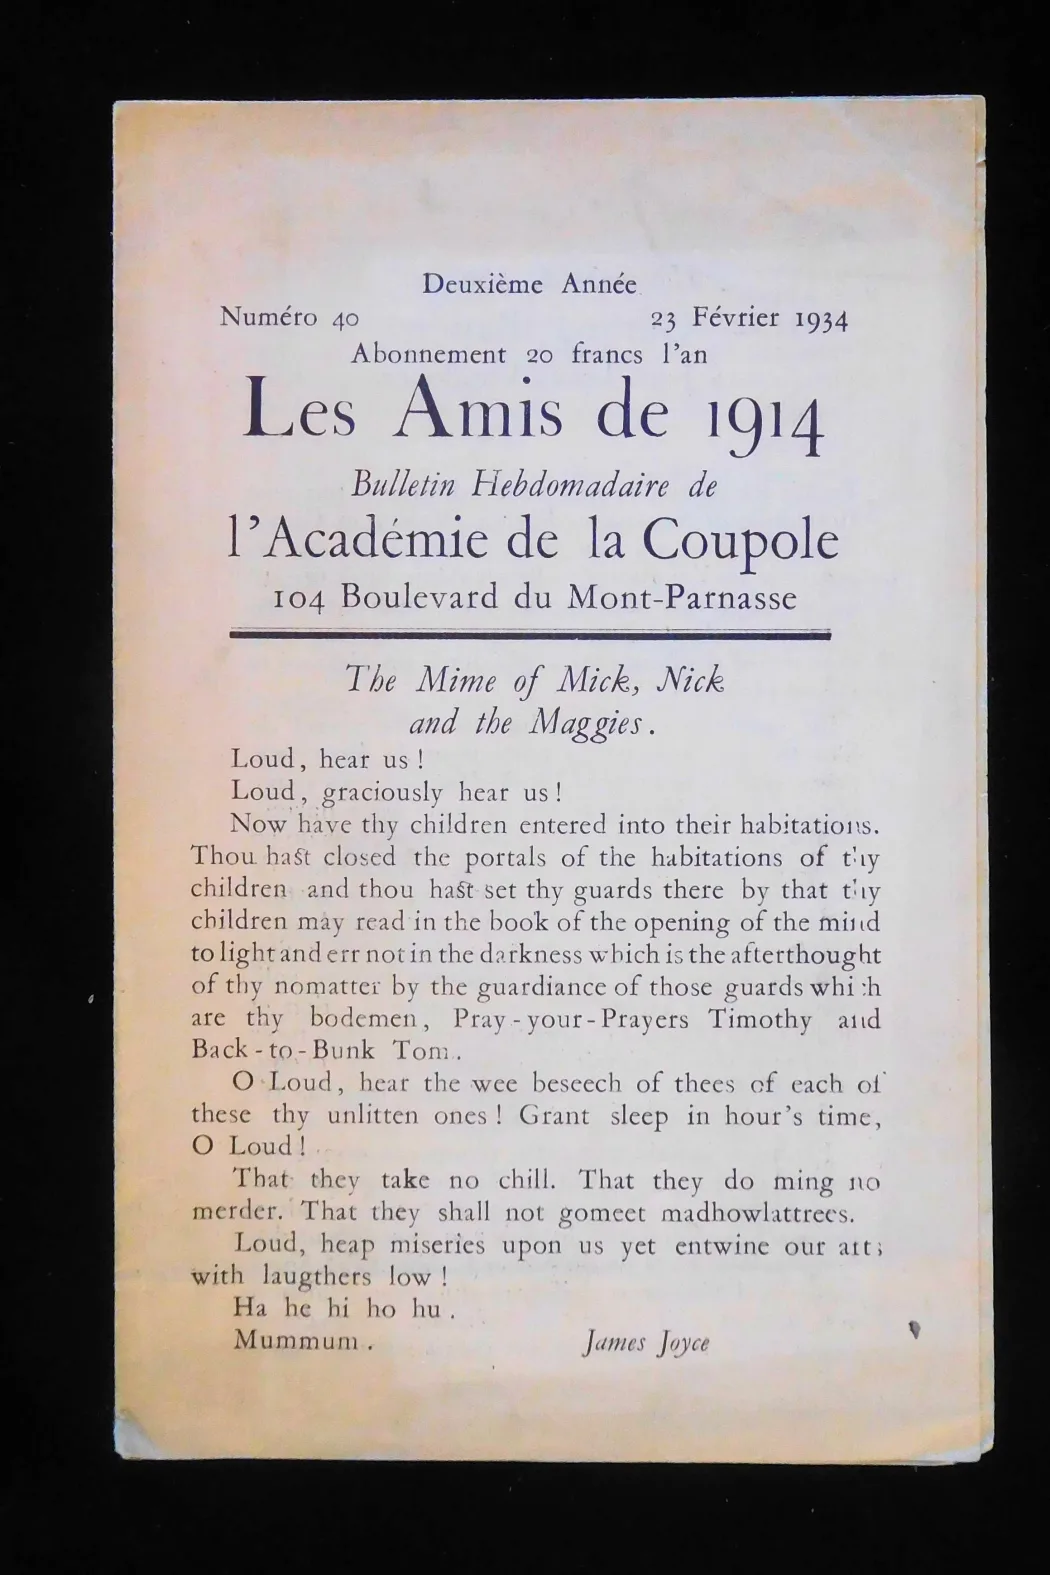 Deuxième Année
Numéro 40 23 Février 1934
Abonnement 20 francs l'an
Les Amis de 1914
Bulletin Hebdomadaire de
l'Académie de la Coupole
104 Boulevard du Mont-Parnasse
The Mime of Mick, Nick
and the Maggies.
Loud, hear us !
Loud, graciously hear us !
Now have thy children entered into their habitations.
Thou hast closed the portals of the habitations of thy
children and thou hast set thy guards there by that thy
children may read in the book of the opening of the mind
to light and err not in the darkness which is the afterthought
of thy nomatter by the guardiance of those guards which
are thy bodemen, Pray-your-Prayers Timothy and
Back-to-Bunk Tom.
O Loud, hear the wee beseech of thees of each of
these thy unlitten ones ! Grant sleep in hour's time,
O Loud !
That they take no chill. That they do ming no
merder. That they shall not gomeet madhowlattrees.
Loud, heap miseries upon us yet entwine our arts
with laugthers low !
Ha he hi ho hu.
Mummum. James Joyce